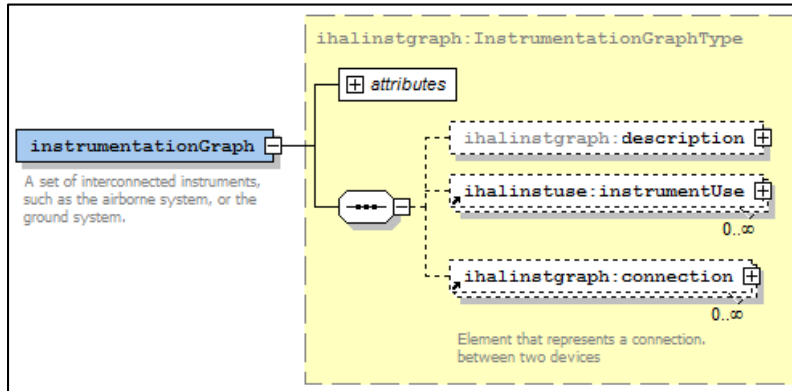 ihalinstgraph:InstrumentationGraphType
attributes
instrumentationGraph
A set of interconnected instruments,
such as the airborne system, or the
ground system.
ihalinstgraph:description
ihalinstuse:instrumentUse
0..∞
ihalinstgraph:connection
0..∞
Element that represents a connection.
between two devices